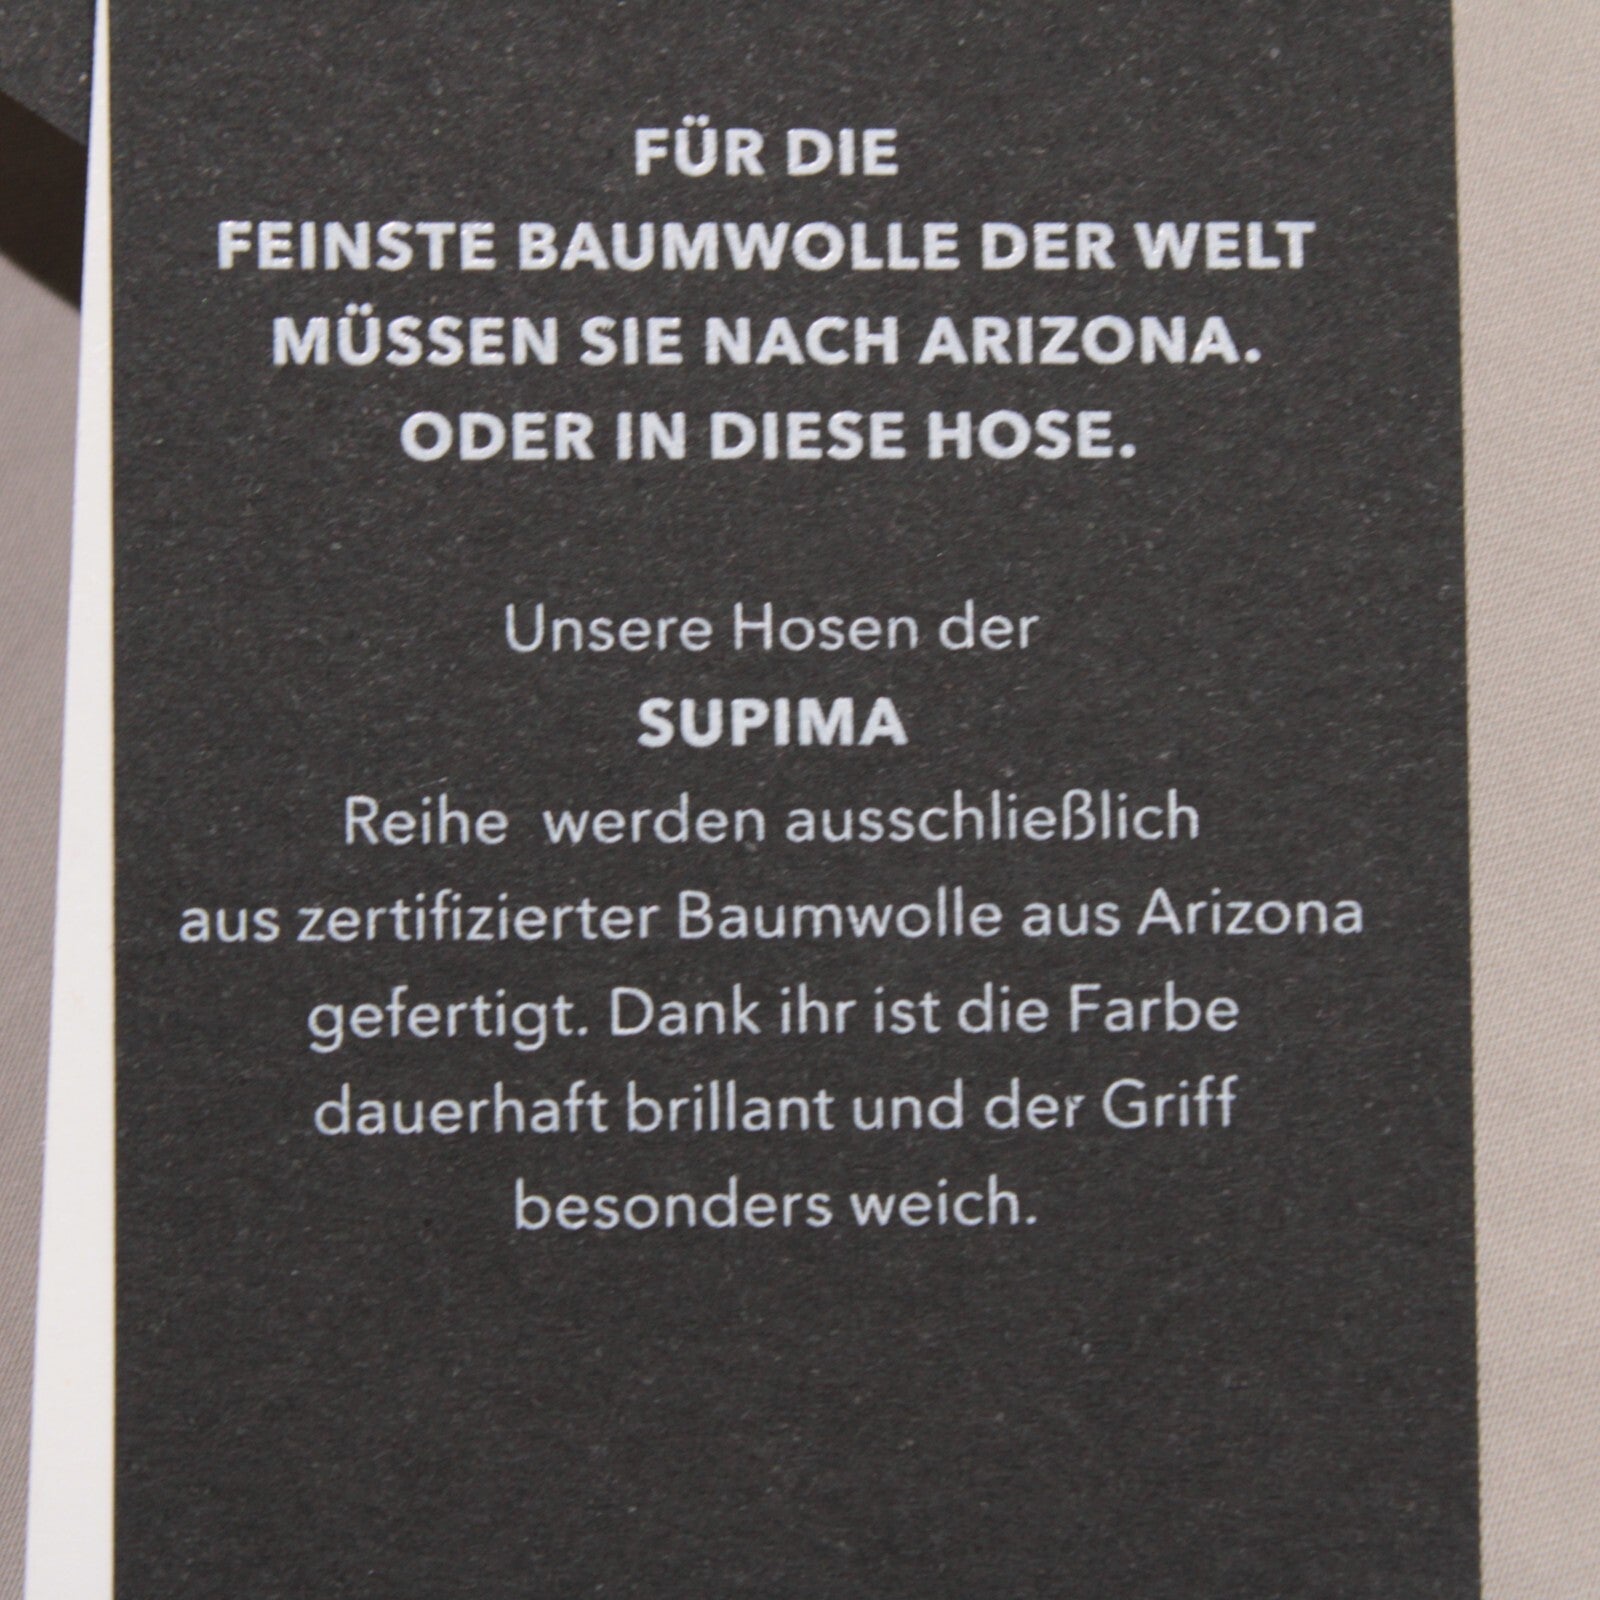 FÜR DIE
FEINSTE BAUMWOLLE DER WELT
MÜSSEN SIE NACH ARIZONA.
ODER IN DIESE HOSE.
Unsere Hosen der
SUPIMA
Reihe werden ausschließlich
aus zertifizierter Baumwolle aus Arizona
gefertigt. Dank ihr ist die Farbe
dauerhaft brillant und der Griff
besonders weich.